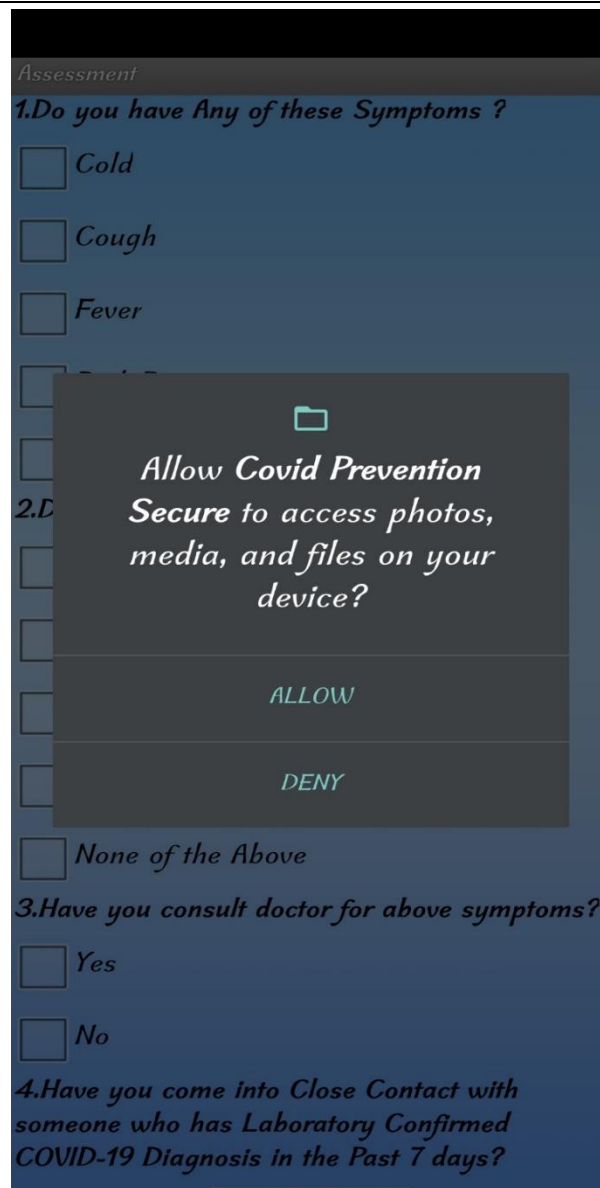 Assessment
1.Do you have Any of these Symptoms ?
Cold
Cough
Fever
Allow Covid Prevention
Secure to access photos,
media, and files on your
device?
2.D
ALLOW
DENY
None of the Above
3.Have you consult doctor for above symptoms?
Yes
No
4.Have you come into Close Contact with
someone who has Laboratory Confirmed
COVID-19 Diagnosis in the Past 7 days?